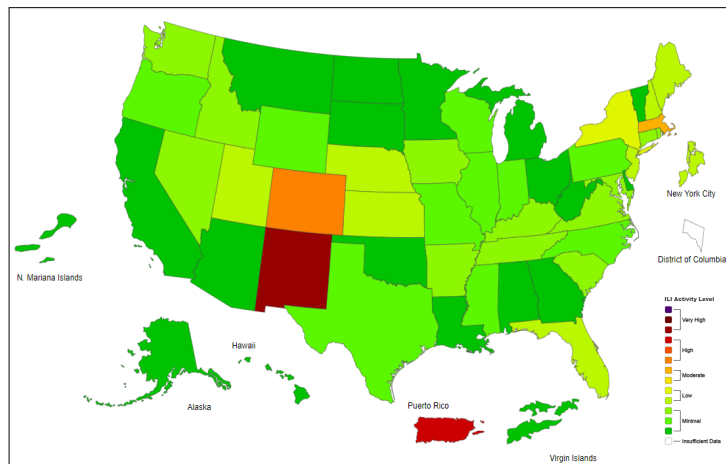 New York City
District of Columbia
N. Mariana Islands
Hawaii
Alaska
Puerto Rico
Virgin Islands
ILI Activity Level
Very High
High
Moderate
Low
Minimal
Insufficient Data